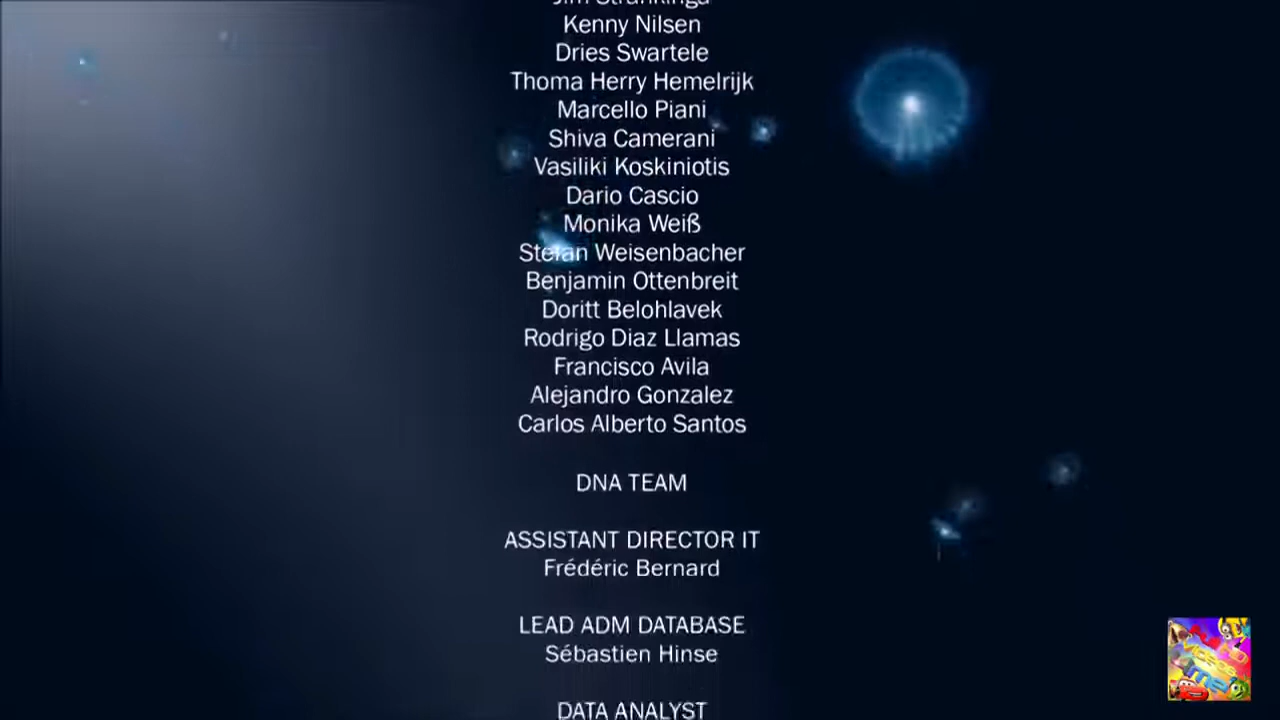 Kenny Nilsen
Dries Swartele
Thoma Herry Hemelrijk
Marcello Piani
Shiva Camerani
Vasiliki Koskiniotis
Dario Cascio
Monika Weiß
Stefan Weisenbacher
Benjamin Ottenbreit
Doritt Belohlavek
Rodrigo Diaz Llamas
Francisco Avila
Alejandro Gonzalez
Carlos Alberto Santos
DNA TEAM
ASSISTANT DIRECTOR IT
Frédéric Bernard
LEAD ADM DATABASE
Sébastien Hinse
DATA ANALYST